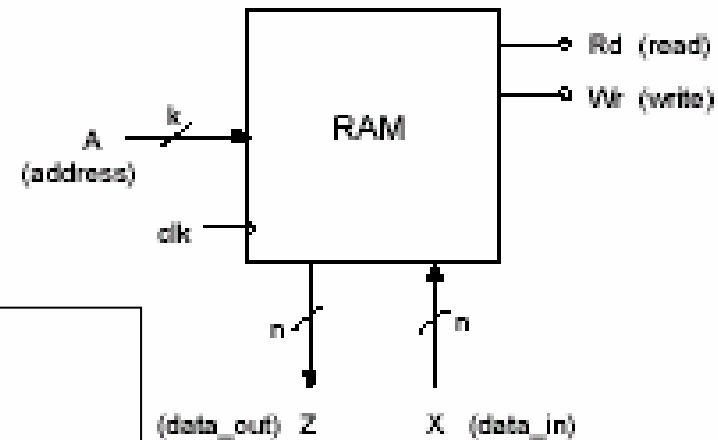 Rd (read)
Wr (write)
k
RAM
A
(address)
clk
n
n
(data_out) Z
X (data_in)